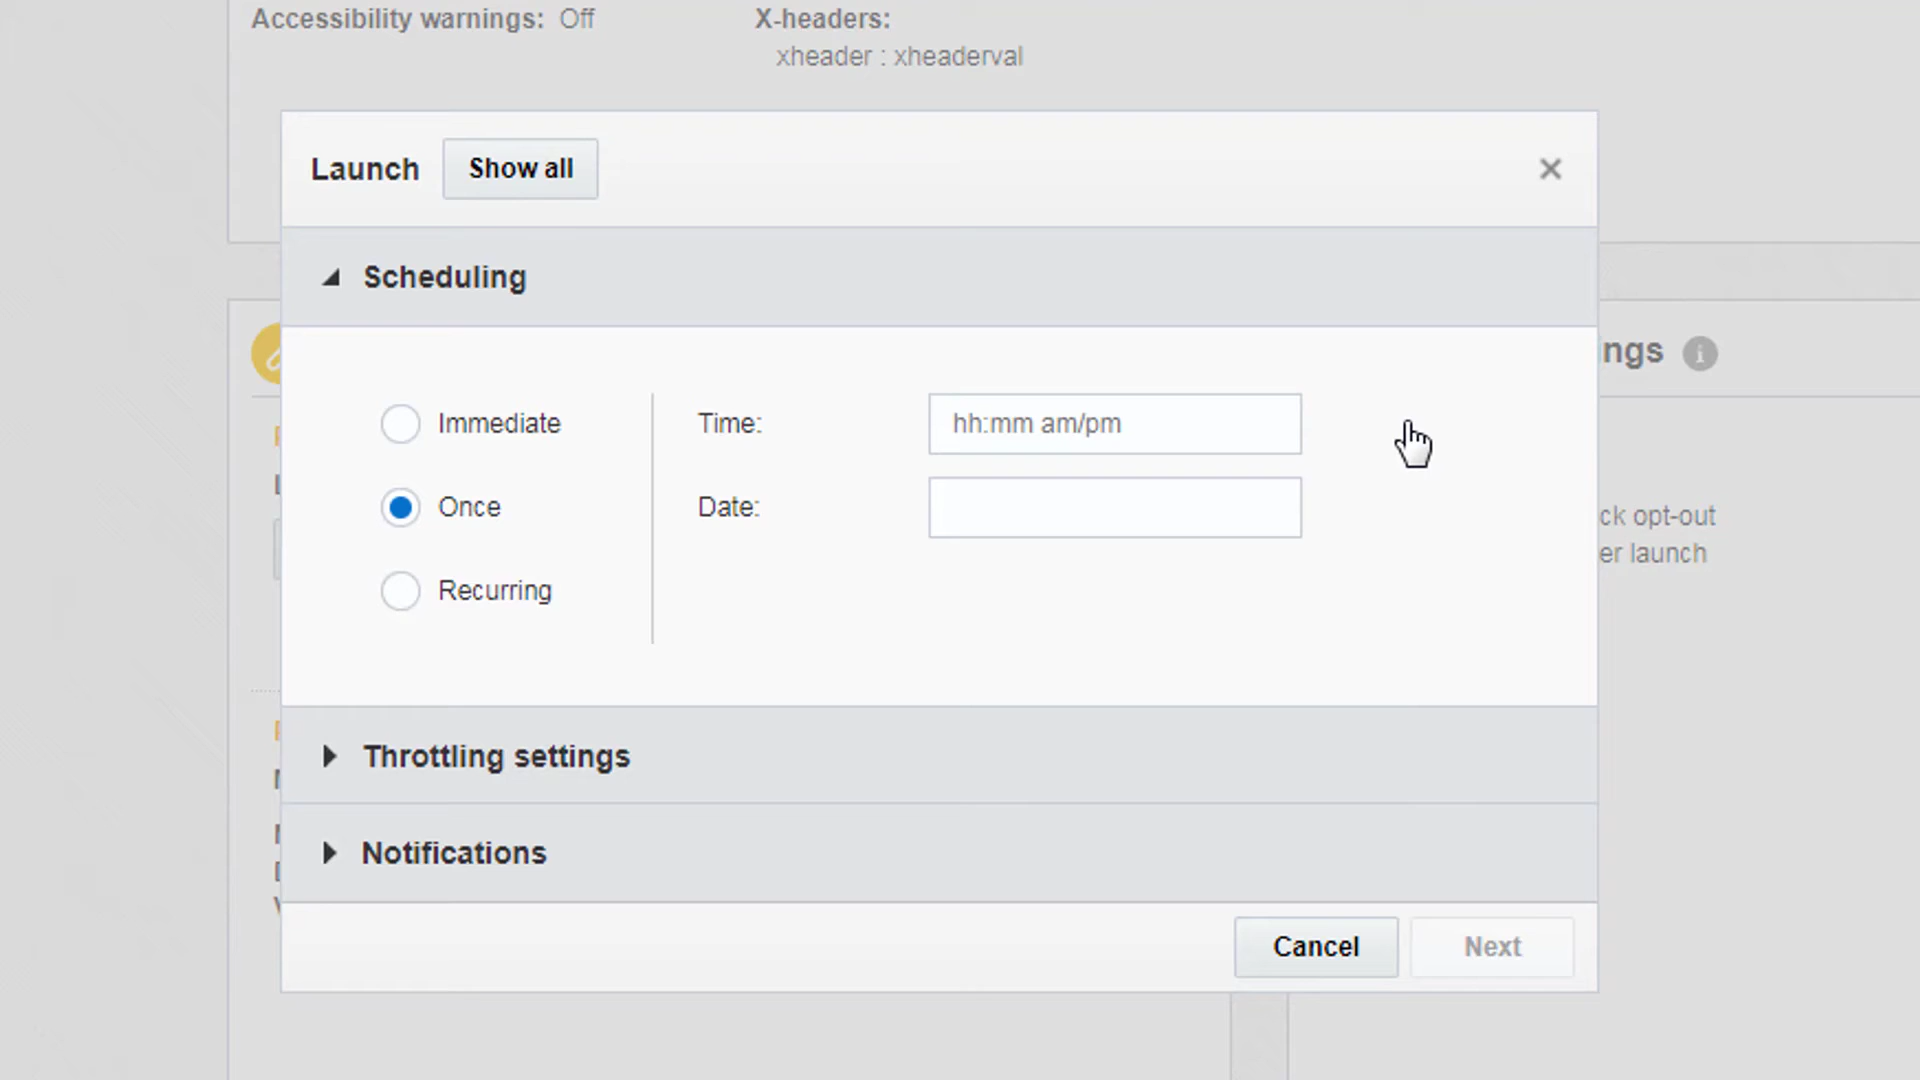 Accessibility warnings: Off
X-headers:
xheader : xheaderval
Launch
Show all
Scheduling
Immediate
Once
Recurring
Time:
hh:mm am/pm
Date:
ngs
ck opt-out
er launch
Throttling settings
Notifications
Cancel
Next